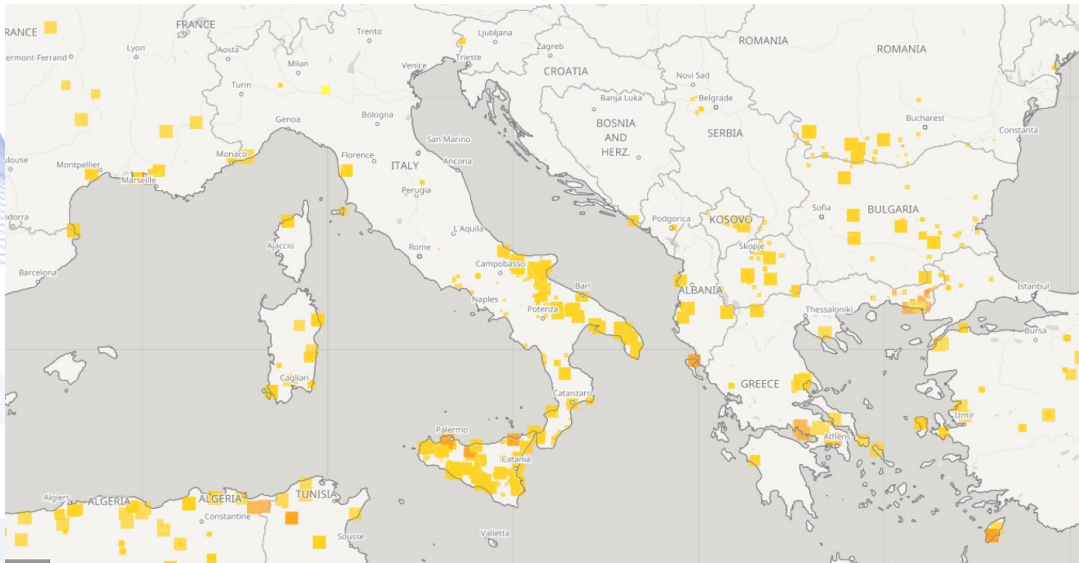 RANCE
FRANCE
Lyon
ermont-Ferrand
Aosta
Trento
Ljubljana
Zagreb
Trieste
Venice
Milan
Turin
CROATIA
ROMANIA
ROMANIA
Novi Sad
Belgrade
Banja Luka
BOSNIA
AND
HERZ.
SERBIA
Bucharest
Constanta
Genoa
Bologna
San Marino
Monaco
Florence
ITALY
Ancona
Montpellier
oulouse
Marseille
Perugia
ndorra
L'Aquila
Podgorica
KOSOVO
Sofia
BULGARIA
Ajaccio
Rome
Skopje
Barcelona
Campobasso
Naples
Bari
ALBANIA
Istanbul
Potenza
Thessaloniki
Bursa
Cagliari
Catanzaro
GREECE
Izmir
Palermo
Athens
Catania
Algiers
ALGERIA
ALGERIA
TUNISIA
Constantine
Sousse
Valletta